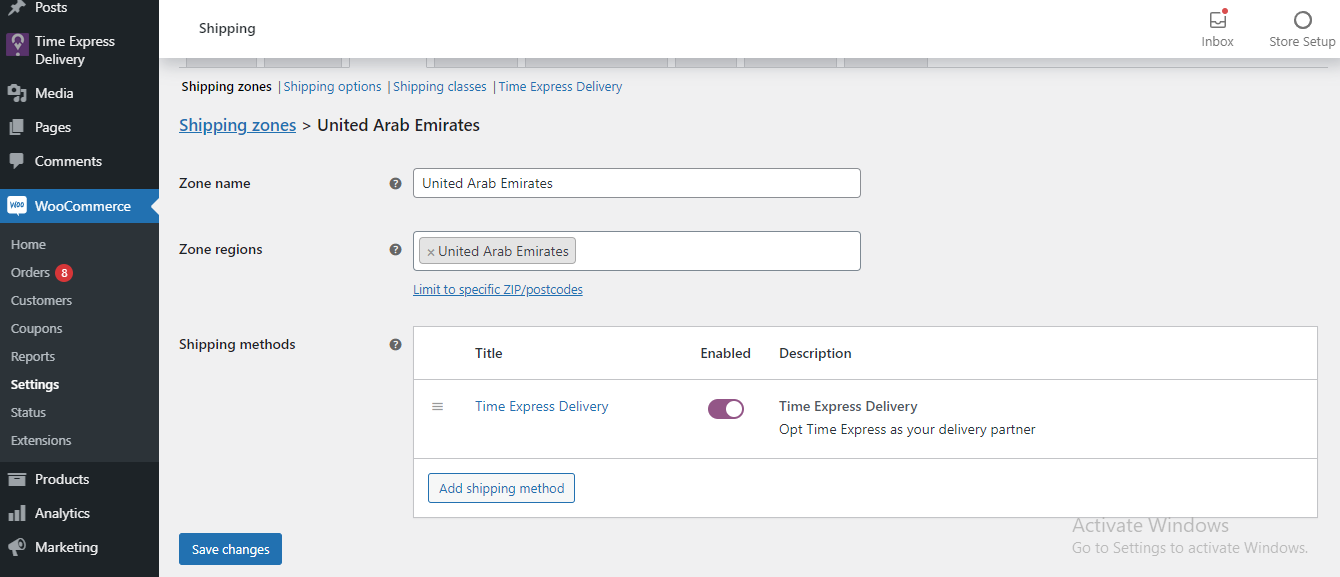 Posts
Time Express
Delivery
Media
Pages
Comments
WOO WooCommerce
Home
Orders 8
Customers
Coupons
Reports
Settings
Status
Extensions
Products
Analytics
Marketing
Shipping
Inbox
Store Setup
Shipping zones | Shipping options | Shipping classes | Time Express Delivery
Shipping zones > United Arab Emirates
Zone name ? United Arab Emirates
Zone regions ? × United Arab Emirates
Limit to specific ZIP/postcodes
Shipping methods ?
Title Enabled Description
Time Express Delivery Time Express Delivery
Opt Time Express as your delivery partner
Add shipping method
Save changes
Activate Windows
Go to Settings to activate Windows.